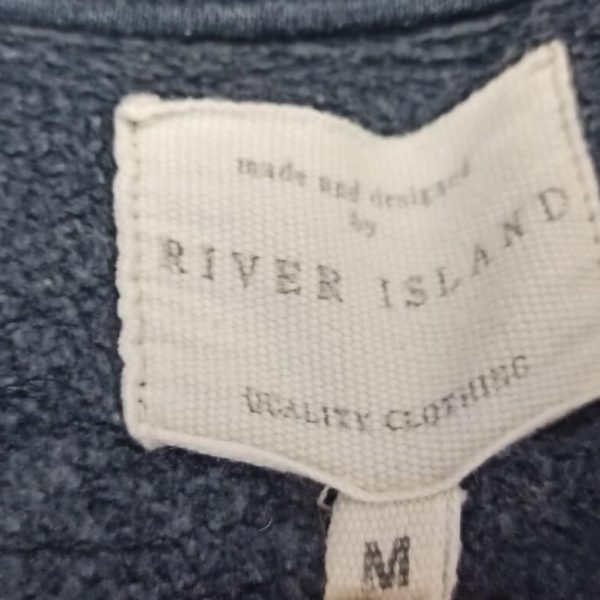 made and designed
by
RIVER ISLAND
QUALITY CLOTHING
M